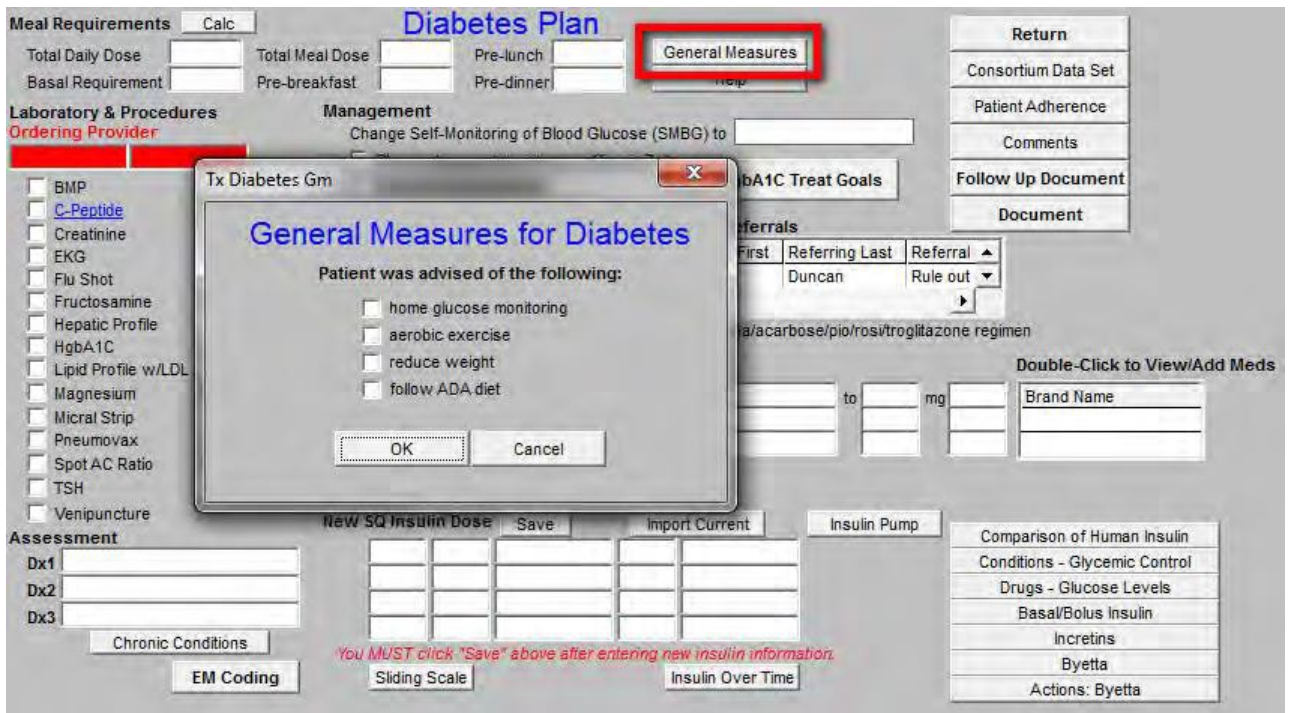 Diabetes Plan
Meal Requirements Calc
Total Daily Dose Total Meal Dose Pre-lunch General Measures
Basal Requirement Pre-breakfast Pre-dinner Help
Return
Consortium Data Set
Patient Adherence
Comments
Follow Up Document
Document
Laboratory & Procedures
Ordering Provider
BMP
C-Peptide
Creatinine
EKG
Flu Shot
Fructosamine
Hepatic Profile
HgbA1C
Lipid Profile w/LDL
Magnesium
Micral Strip
Pneumovax
Spot AC Ratio
TSH
Venipuncture
Management
Change Self-Monitoring of Blood Glucose (SMBG) to
gbA1C Treat Goals
eferrals
First Referring Last Referral
Duncan Rule out
ea/acarbose/pio/rosi/troglitazone regimen
Double-Click to View/Add Meds
to mg Brand Name
Tx Diabetes Gm
General Measures for Diabetes
Patient was advised of the following:
home glucose monitoring
aerobic exercise
reduce weight
follow ADA diet
OK Cancel
New SQ Insulin Dose Save Import Current Insulin Pump
You MUST click "Save" above after entering new insulin information.
Sliding Scale Insulin Over Time
Assessment
Dx1
Dx2
Dx3
Chronic Conditions
EM Coding
Comparison of Human Insulin
Conditions - Glycemic Control
Drugs - Glucose Levels
Basal/Bolus Insulin
Incretins
Byetta
Actions: Byetta